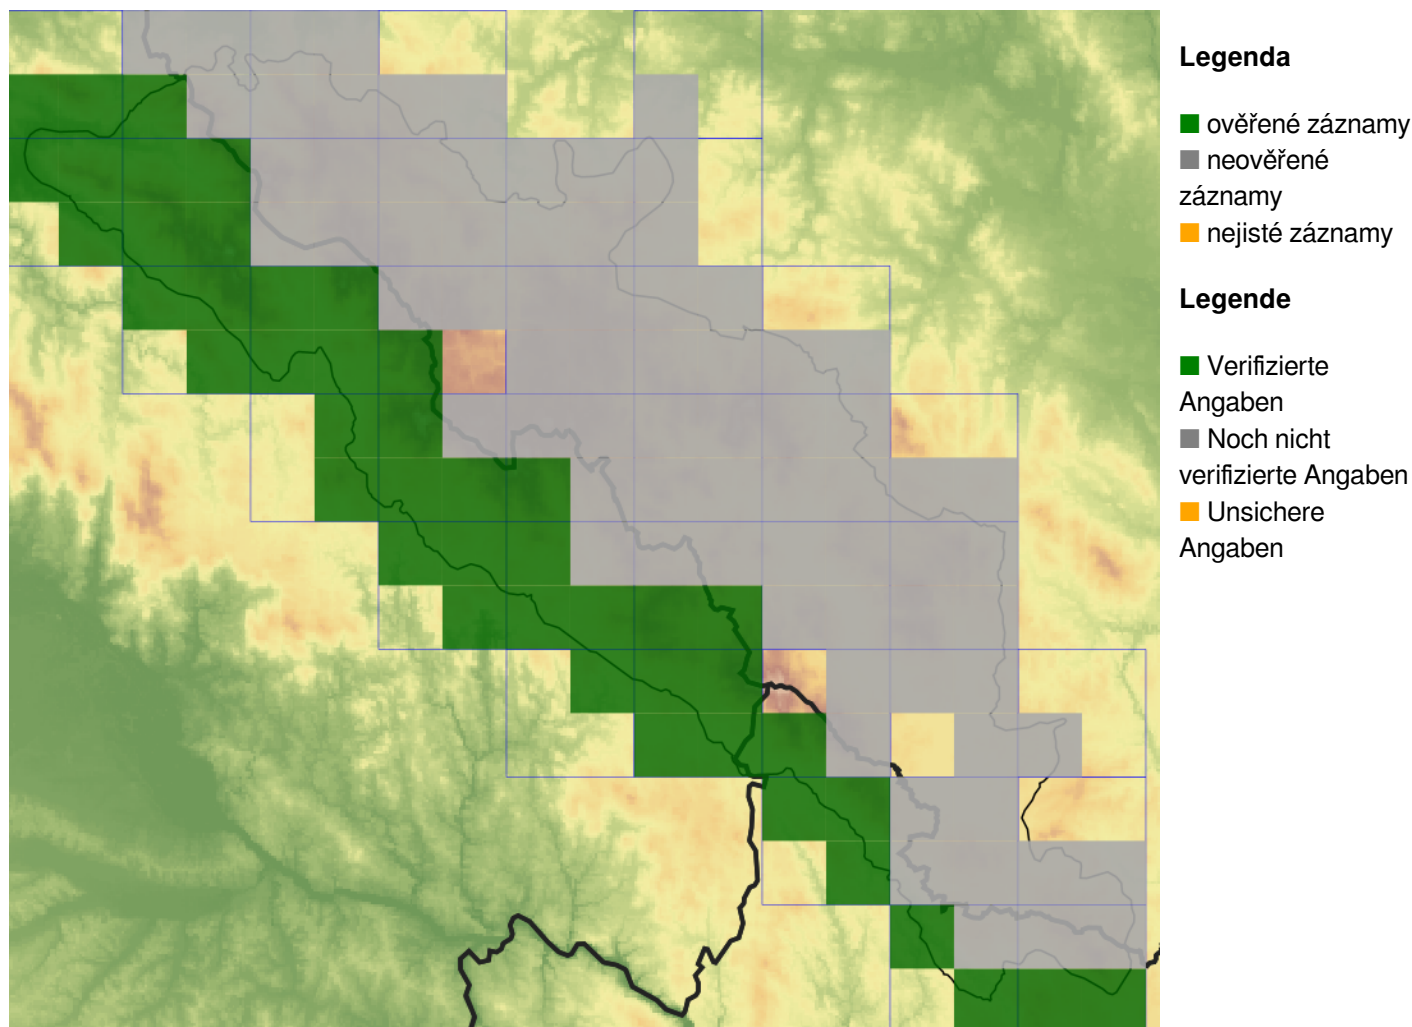 Legenda
ověřené záznamy
neověřené
záznamy
nejisté záznamy
Legende
Verifizierte
Angaben
Noch nicht
verifizierte Angaben
Unsichere
Angaben